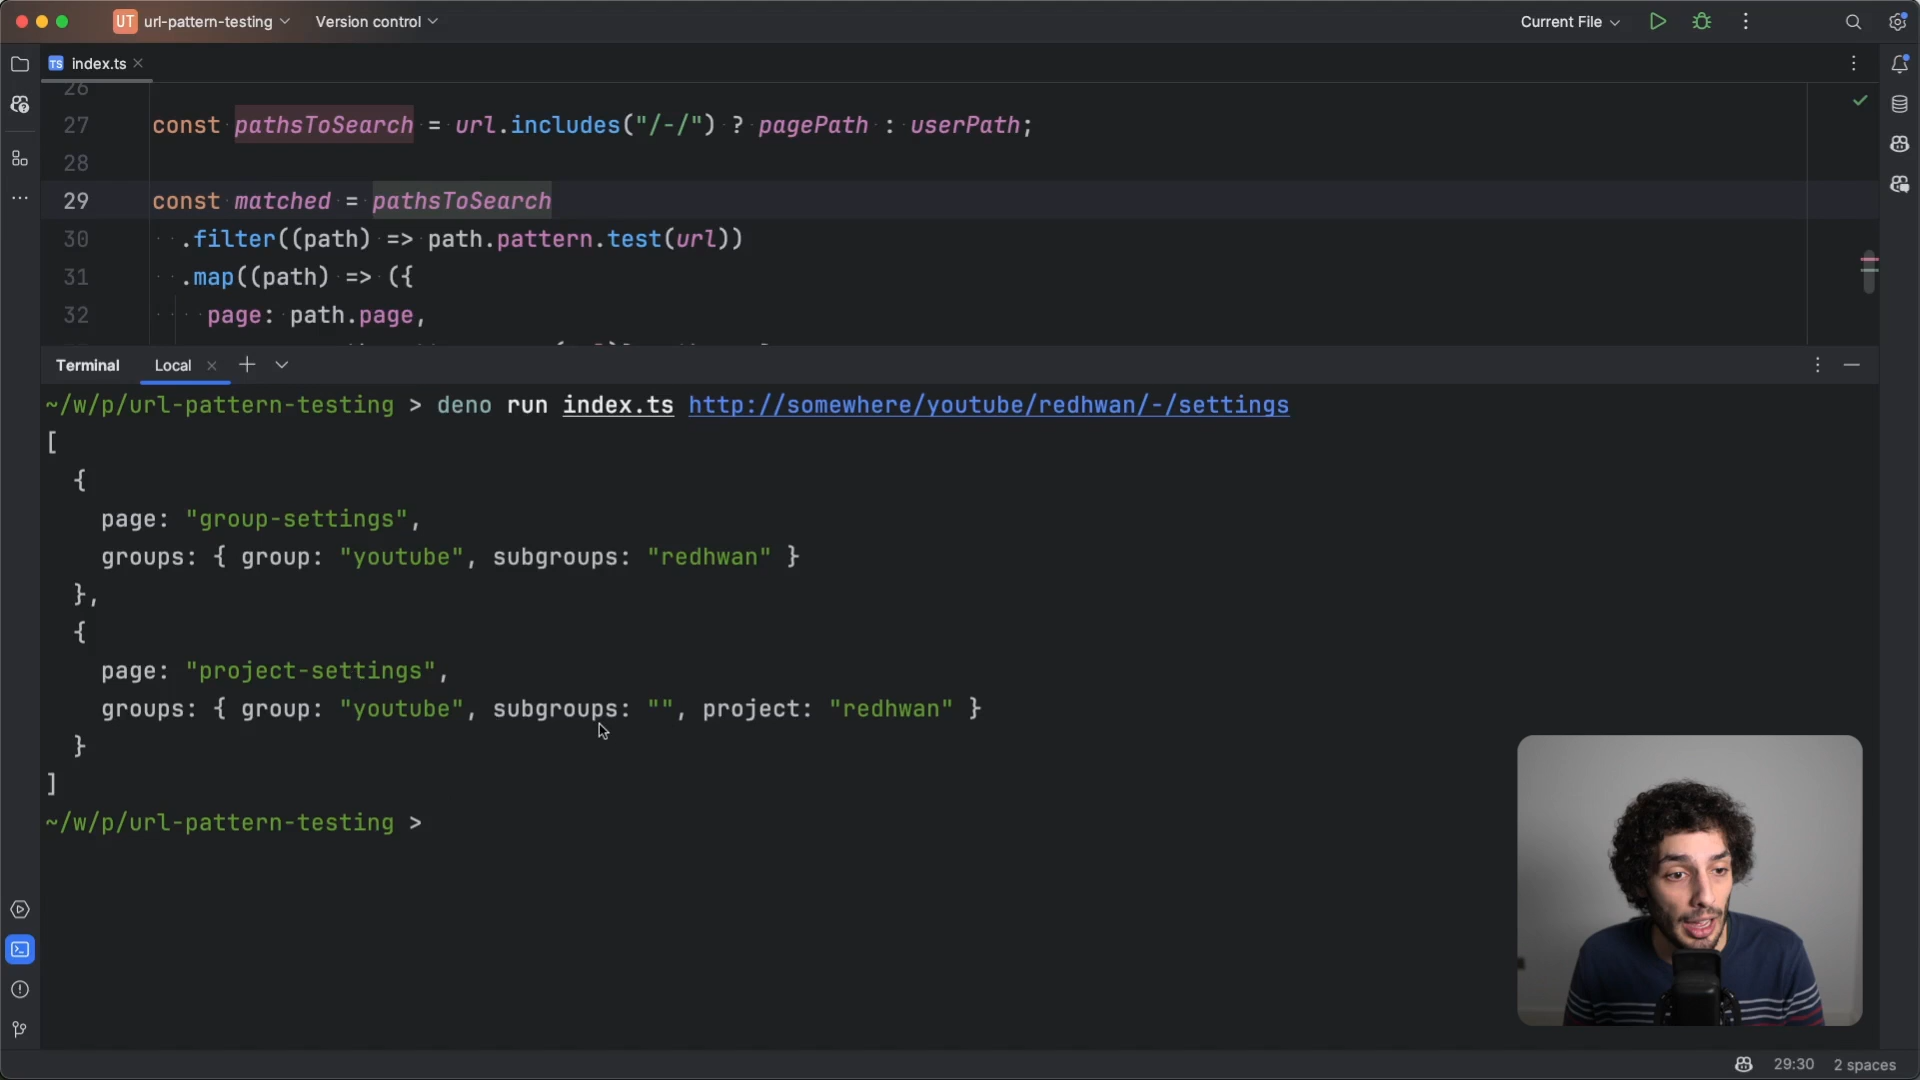 UT url-pattern-testing Version control Current File
TS index.ts
26
27 const pathsToSearch = url.includes("/-/") ? pagePath : userPath;
28
29 const matched = pathsToSearch
30 .filter((path) => path.pattern.test(url))
31 .map((path) => ({
32 page: path.page,
Terminal Local
~/w/p/url-pattern-testing > deno run index.ts http://somewhere/youtube/redhwan/-/settings
[
{
page: "group-settings",
groups: { group: "youtube", subgroups: "redhwan" }
},
{
page: "project-settings",
groups: { group: "youtube", subgroups: "", project: "redhwan" }
}
]
~/w/p/url-pattern-testing >
29:30 2 spaces